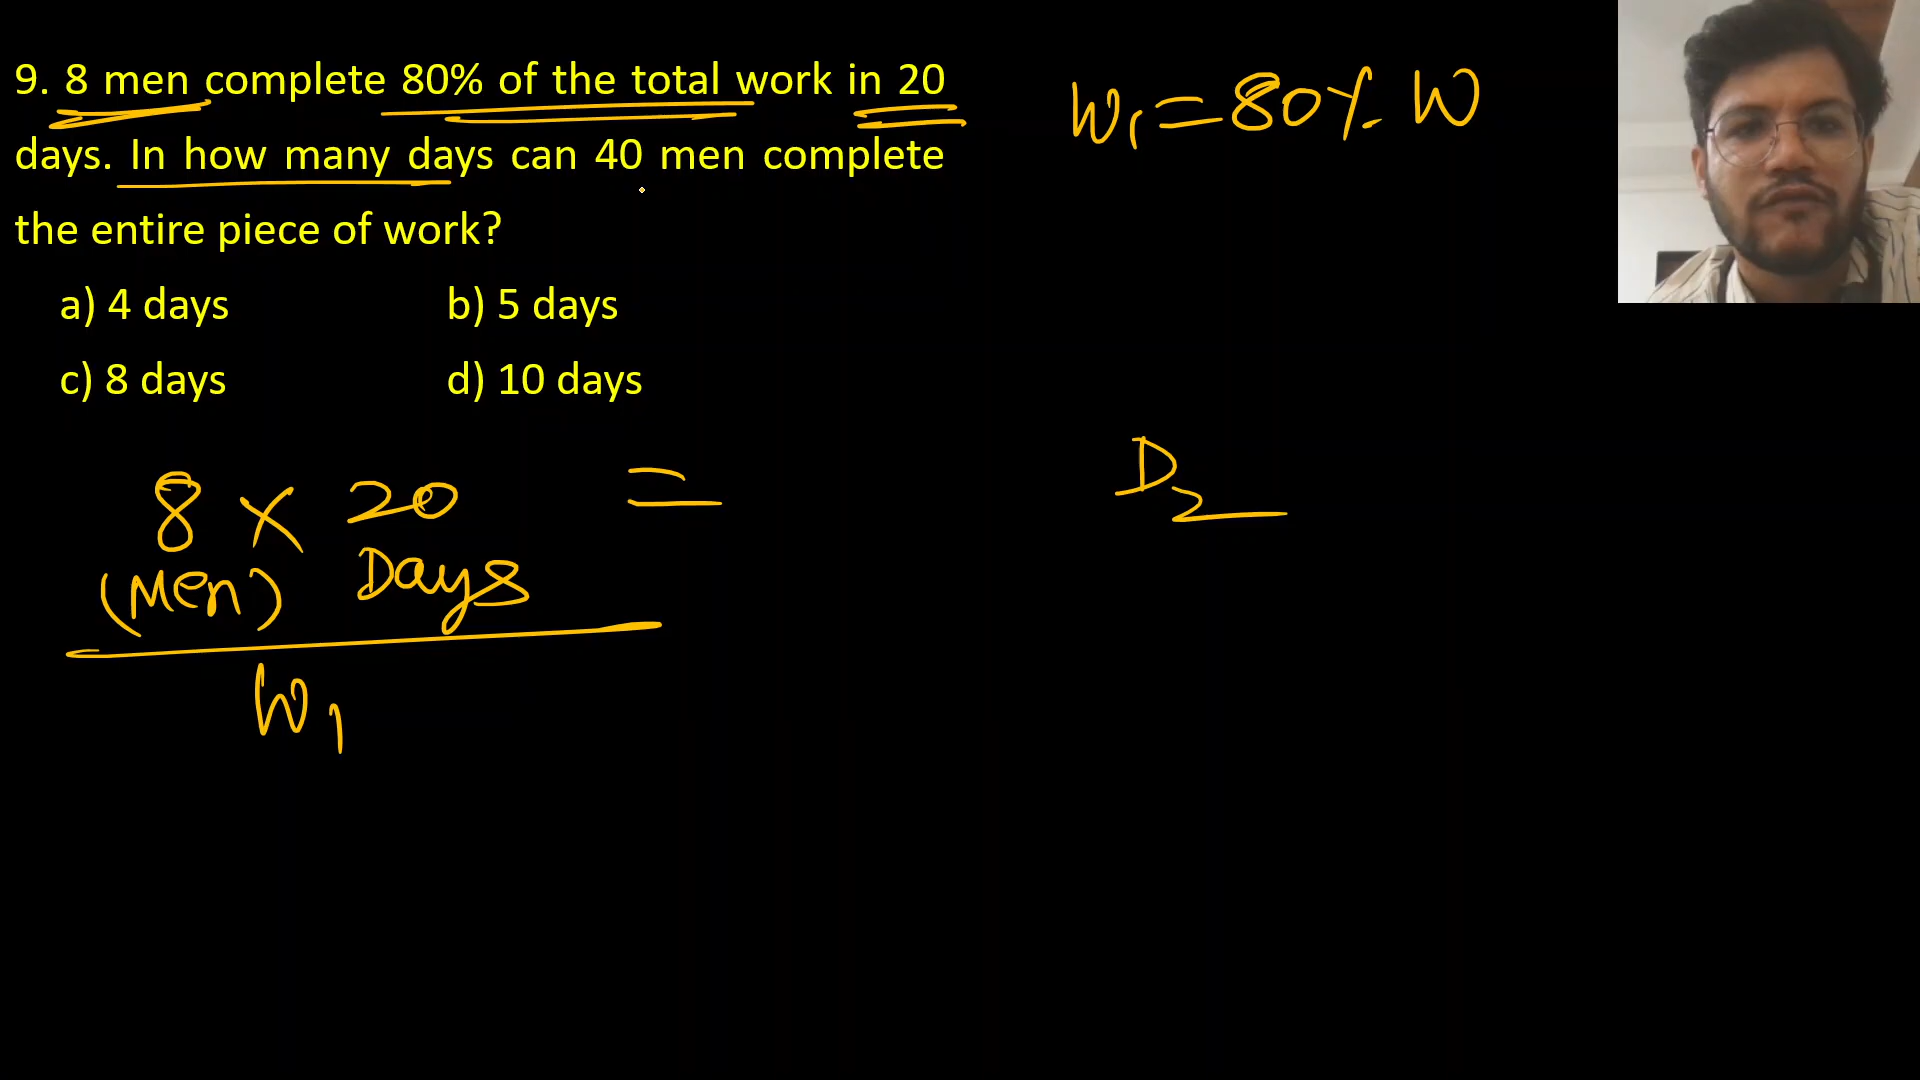 9. 8 men complete 80% of the total work in 20
days. In how many days can 40 men complete
the entire piece of work?
a) 4 days b) 5 days
c) 8 days d) 10 days
W1 = 80% W
8 × 20 = D2
(Men) Days
W1